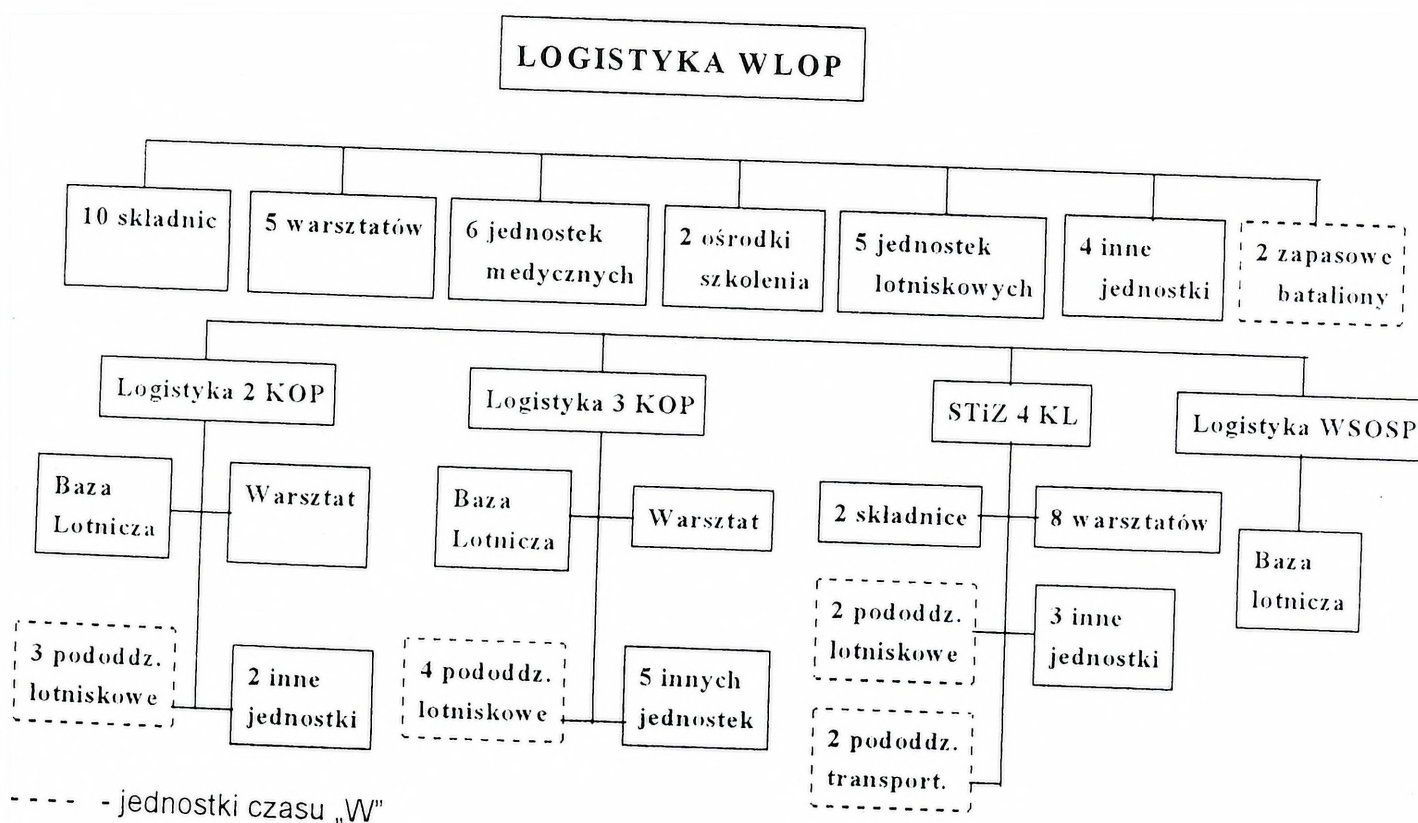 LOGISTYKA WLOP
10 składnic
5 warsztatów
6 jednostek
medycznych
2 ośrodki
szkolenia
5 jednostek
lotniskowych
4 inne
jednostki
2 zapasowe
bataliony
Logistyka 2 KOP
Logistyka 3 KOP
STiZ 4 KL
Logistyka WSOSP
Baza
Lotnicza
Warsztat
3 pododdz.
lotniskowe
2 inne
jednostki
Baza
Lotnicza
Warsztat
4 pododdz.
lotniskowe
5 innych
jednostek
2 składnice
8 warsztatów
2 pododdz.
lotniskowe
3 inne
jednostki
2 pododdz.
transport.
Baza
lotnicza
---- - jednostki czasu „W”